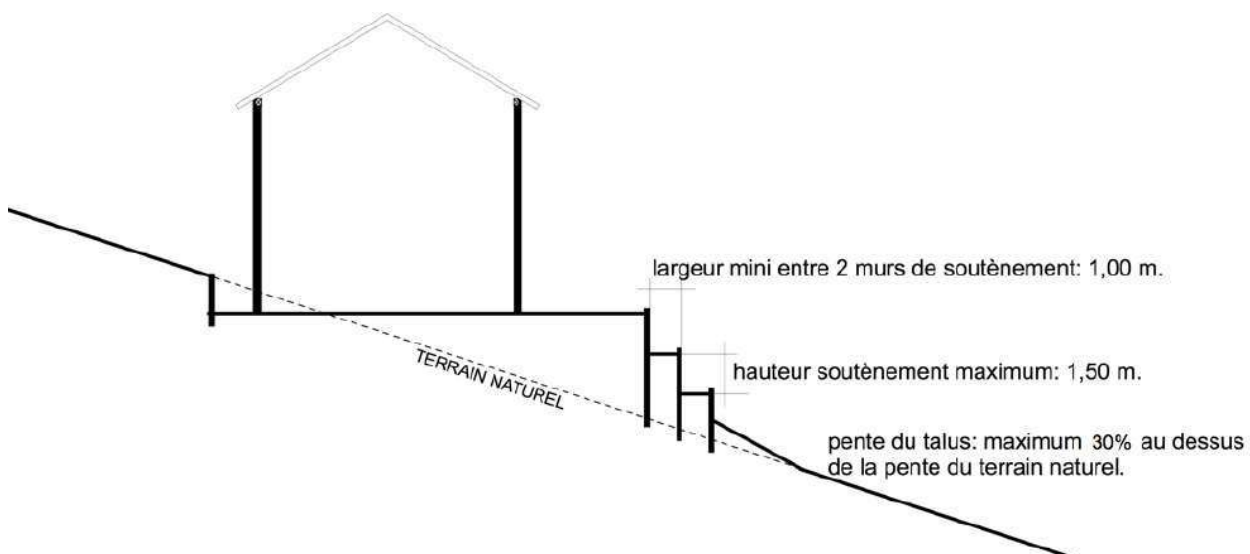 largeur mini entre 2 murs de soutènement: 1,00 m.
TERRAIN NATUREL
hauteur soutènement maximum: 1,50 m.
pente du talus: maximum 30% au dessus
de la pente du terrain naturel.